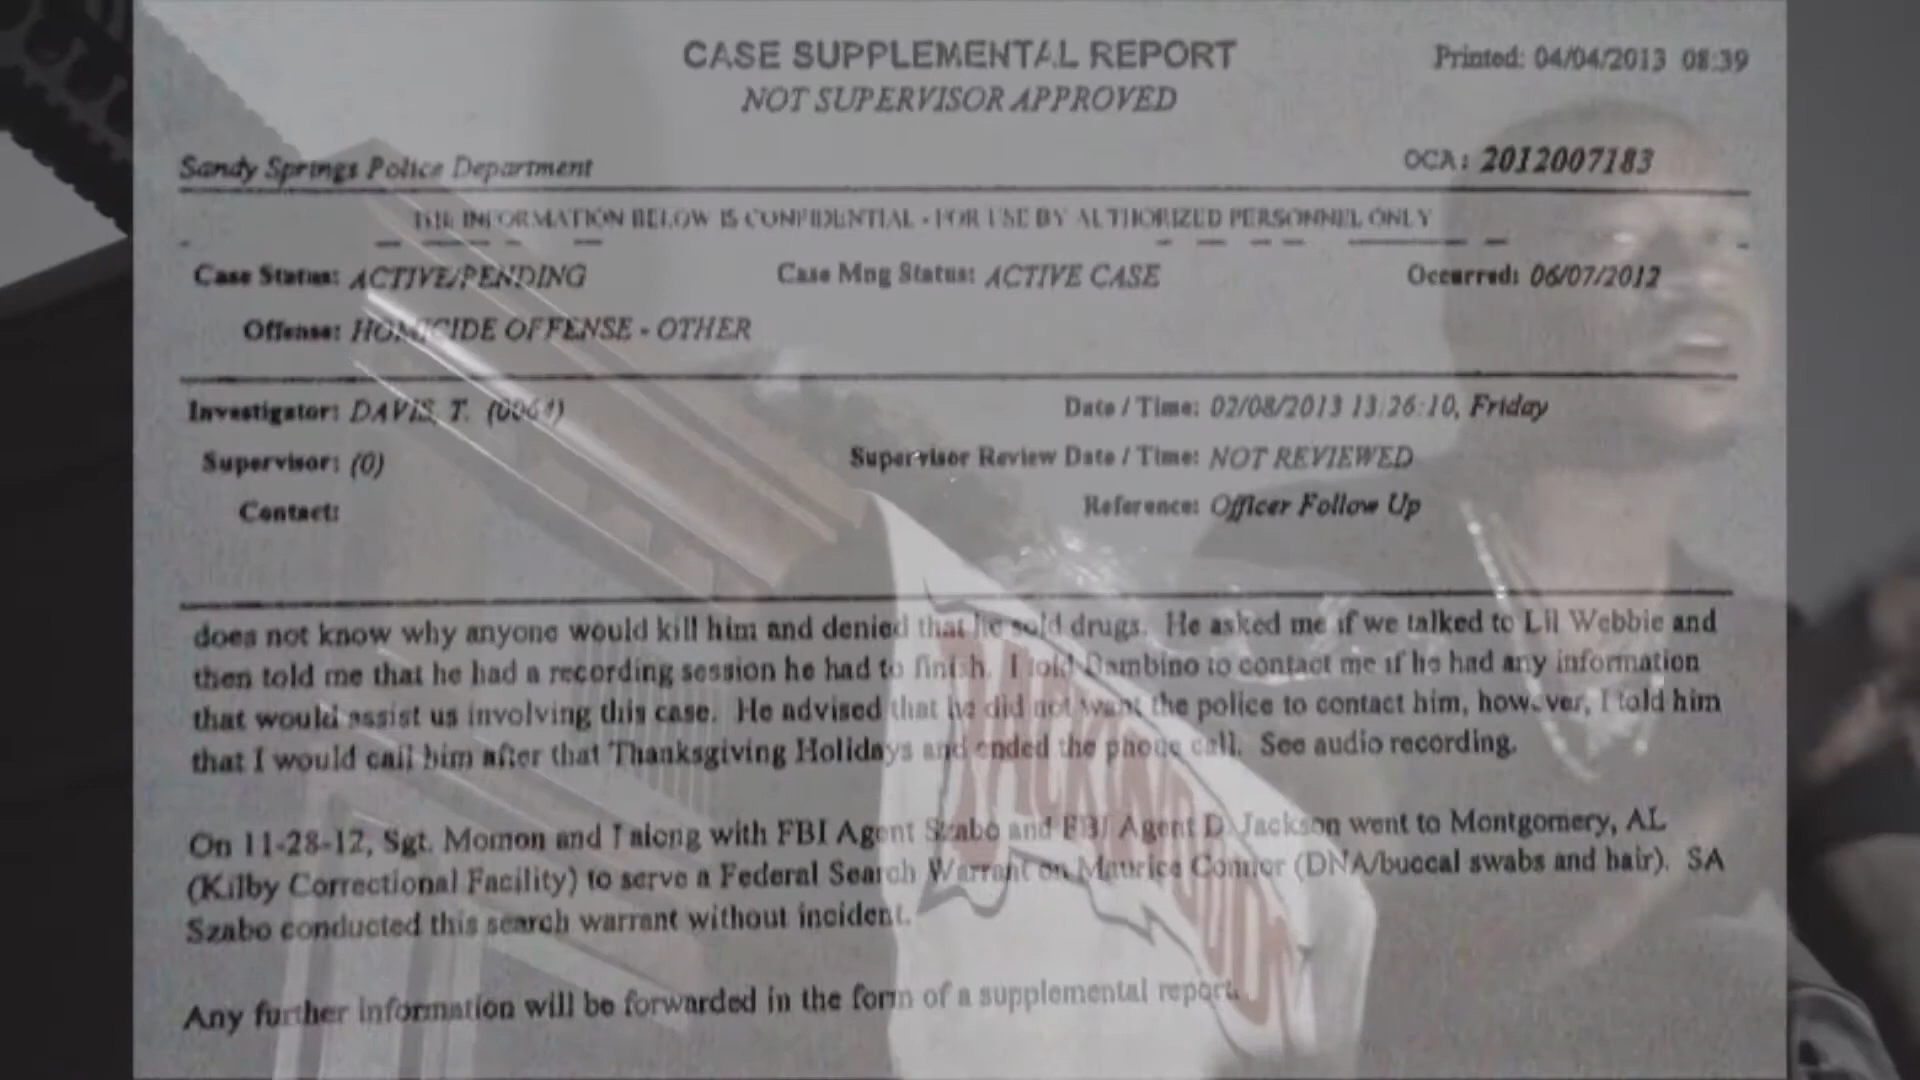 CASE SUPPLEMENTAL REPORT
Printed: 04/04/2013 08:39
NOT SUPERVISOR APPROVED
Sandy Springs Police Department
OCA: 2012007183
THE INFORMATION BELOW IS CONFIDENTIAL - FOR USE BY AUTHORIZED PERSONNEL ONLY
Case Status: ACTIVE/PENDING
Case Mng Status: ACTIVE CASE
Occurred: 06/07/2012
Offense: HOMICIDE OFFENSE - OTHER
Investigator: DAVIS, T. (0064)
Date / Time: 02/08/2013 13:26:10, Friday
Supervisor: (0)
Supervisor Review Date / Time: NOT REVIEWED
Contact:
Reference: Officer Follow Up
does not know why anyone would kill him and denied that he sold drugs. He asked me if we talked to Lil Webbie and
then told me that he had a recording session he had to finish. I told Bambino to contact me if he had any information
that would assist us involving this case. He advised that he did not want the police to contact him, however, I told him
that I would call him after that Thanksgiving Holidays and ended the phone call. See audio recording.
On 11-28-12, Sgt. Momon and I along with FBI Agent Szabo and FBI Agent D. Jackson went to Montgomery, AL
(Kilby Correctional Facility) to serve a Federal Search Warrant on Maurice Connor (DNA/buccal swabs and hair). SA
Szabo conducted this search warrant without incident.
Any further information will be forwarded in the form of a supplemental report.